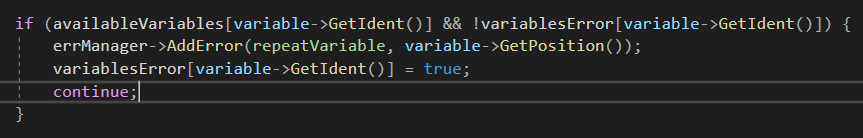 if (availableVariables[variable->GetIdent()] && !variablesError[variable->GetIdent()]) {
    errManager->AddError(repeatVariable, variable->GetPosition());
    variablesError[variable->GetIdent()] = true;
    continue;
}